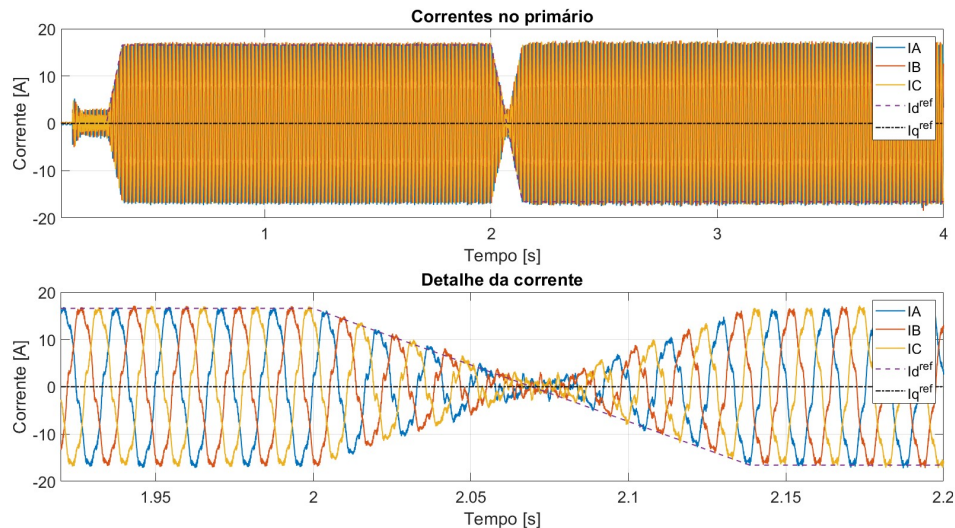 Correntes no primário
20
10
0
-10
-20
Corrente [A]
1
2
3
4
Tempo [s]
IA
IB
IC
Id^ref
Iq^ref
Detalhe da corrente
20
10
0
-10
-20
Corrente [A]
1.95
2
2.05
2.1
2.15
2.2
Tempo [s]
IA
IB
IC
Id^ref
Iq^ref